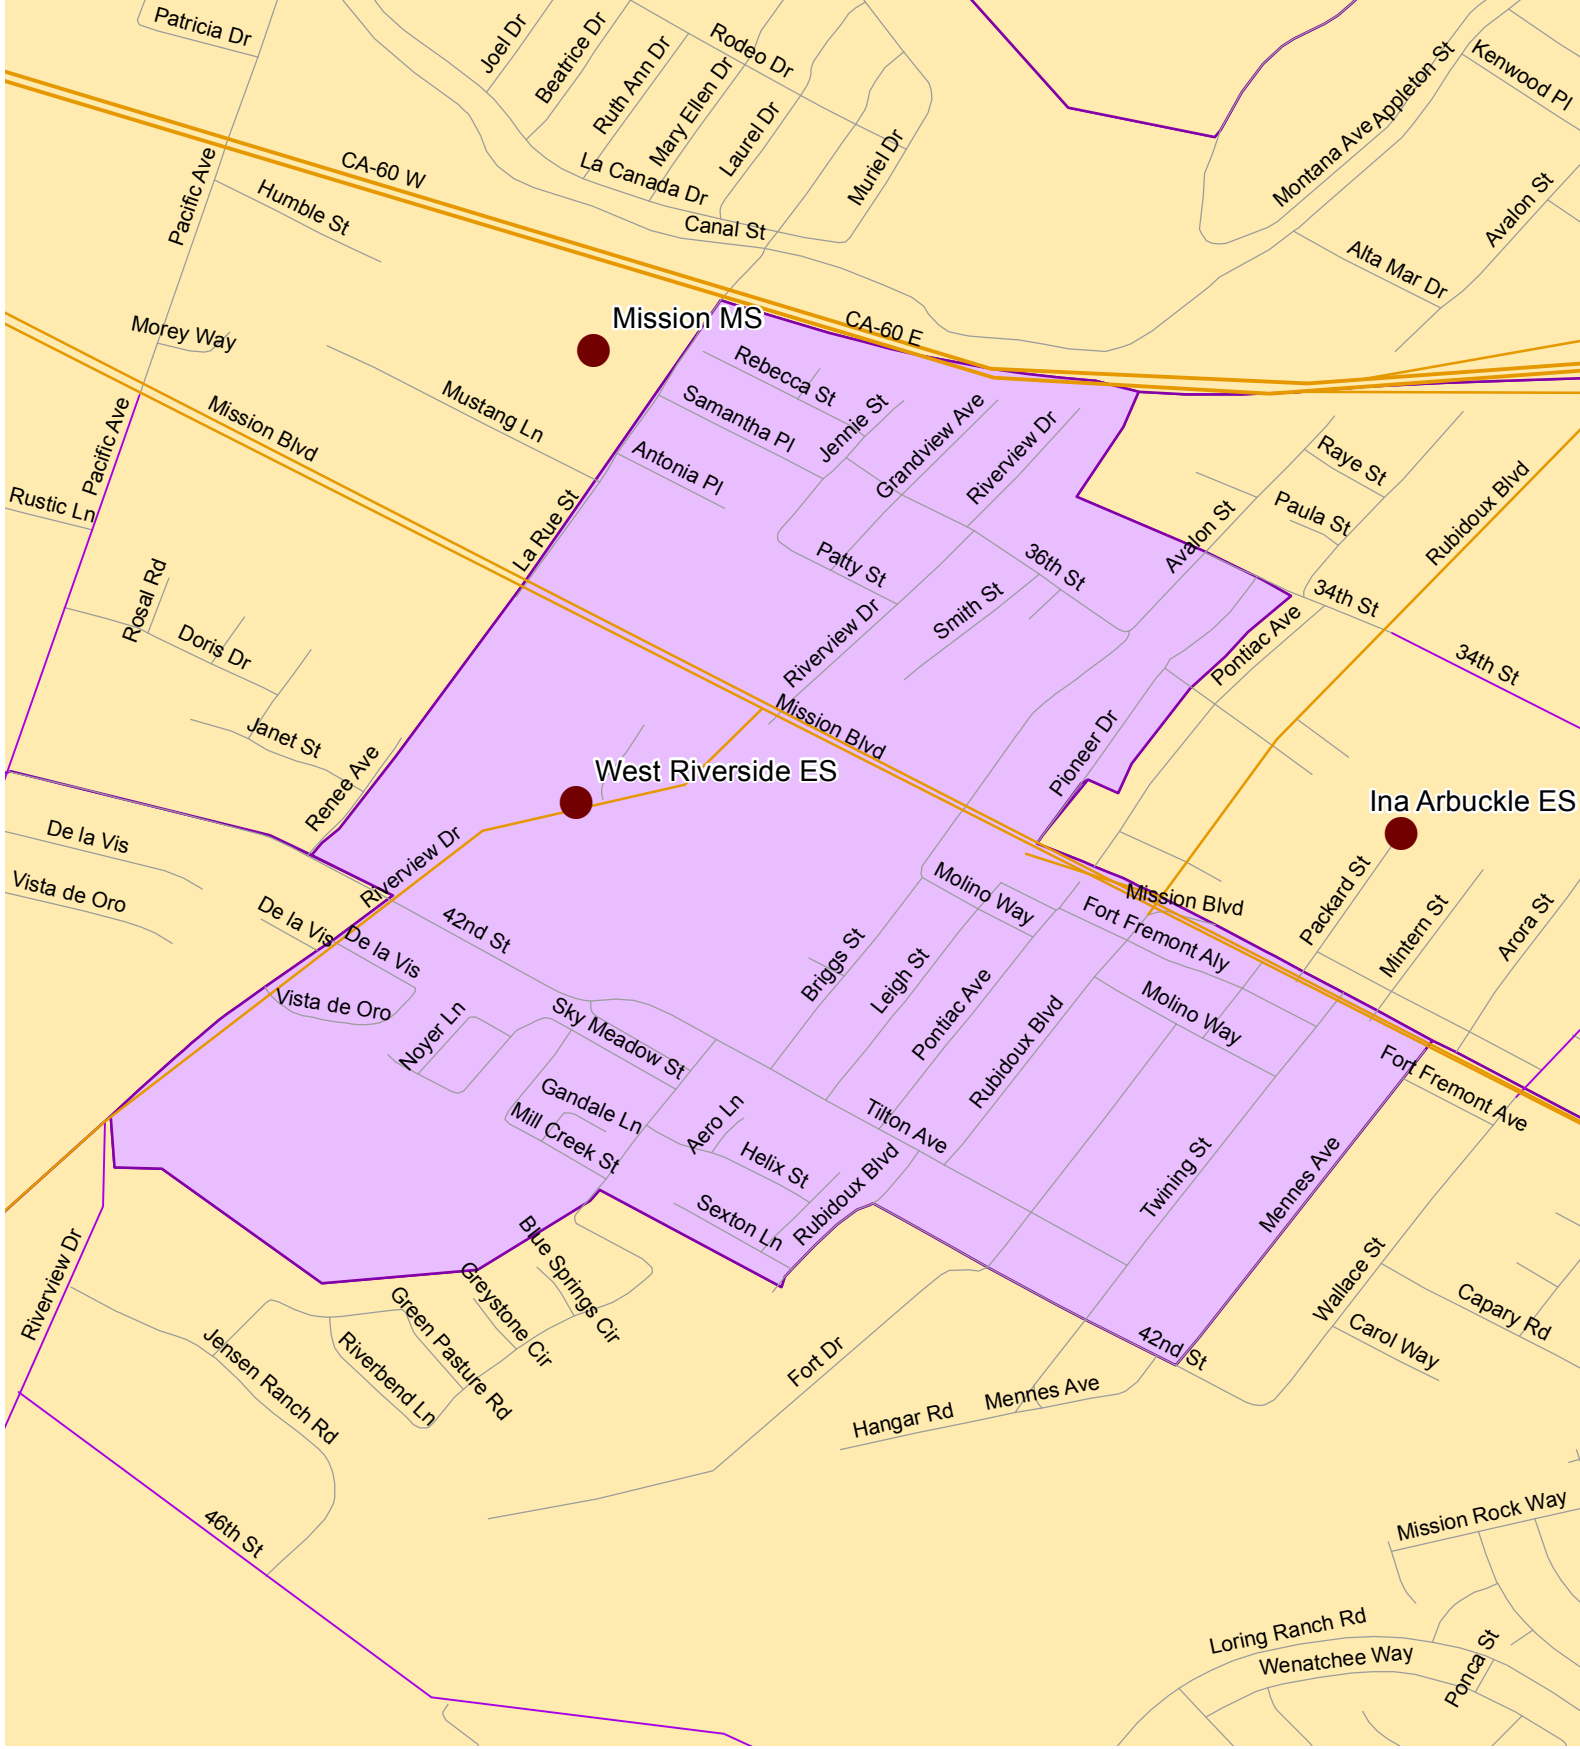 Patricia Dr
Joel Dr
Beatrice Dr
Ruth Ann Dr
Rodeo Dr
Mary Ellen Dr
Laurel Dr
Muriel Dr
La Canada Dr
Canal St
Montana Ave
Appleton St
Kenwood Pl
Avalon St
Alta Mar Dr
Pacific Ave
CA-60 W
Humble St
Morey Way
Mission MS
CA-60 E
Mustang Ln
Mission Blvd
Pacific Ave
Rustic Ln
Rebecca St
Samantha Pl
Jennie St
Antonia Pl
Grandview Ave
Riverview Dr
La Rue St
Raye St
Paula St
Rubidoux Blvd
Avalon St
Patty St
36th St
Smith St
34th St
Pontiac Ave
34th St
Rosal Rd
Doris Dr
Riverview Dr
Mission Blvd
Janet St
Renee Ave
West Riverside ES
Pioneer Dr
Ina Arbuckle ES
De la Vis
Vista de Oro
Riverview Dr
De la Vis
De la Vis
42nd St
Molino Way
Mission Blvd
Fort Fremont Aly
Packard St
Mintern St
Arora St
Briggs St
Leigh St
Vista de Oro
Noyer Ln
Sky Meadow St
Pontiac Ave
Rubidoux Blvd
Molino Way
Fort Fremont Ave
Gandale Ln
Mill Creek St
Aero Ln
Helix St
Tilton Ave
Rubidoux Blvd
Sexton Ln
Twining St
Mennes Ave
Riverview Dr
Blue Springs Cir
Greystone Cir
Green Pasture Rd
Riverbend Ln
Jensen Ranch Rd
Wallace St
Capary Rd
Carol Way
42nd St
Fort Dr
Mennes Ave
Hangar Rd
46th St
Mission Rock Way
Loring Ranch Rd
Wenatchee Way
Ponca St